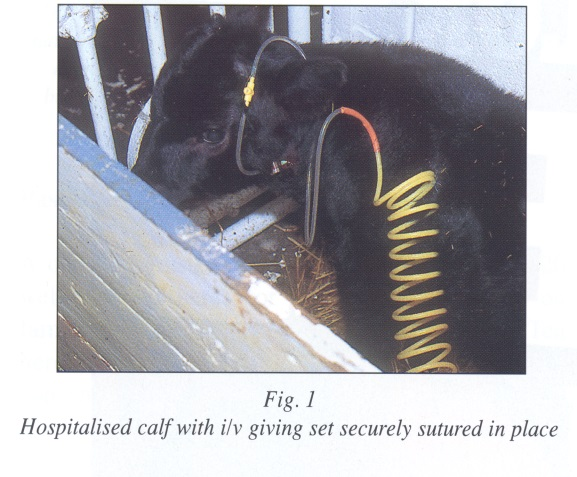 Fig. 1
Hospitalised calf with i/v giving set securely sutured in place